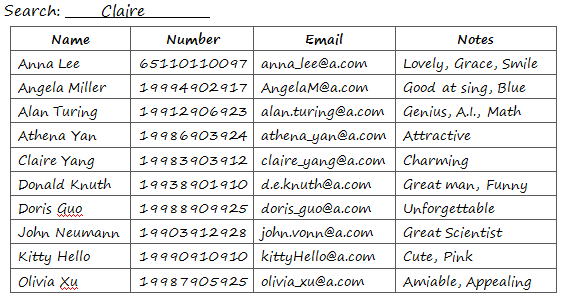 Search: Claire
Name Number Email Notes
Anna Lee 65110110097 anna_lee@a.com Lovely, Grace, Smile
Angela Miller 19994902917 AngelaM@a.com Good at sing, Blue
Alan Turing 19912906923 alan.turing@a.com Genius, A.I., Math
Athena Yan 19986903924 athena_yan@a.com Attractive
Claire Yang 19983903912 claire_yang@a.com Charming
Donald Knuth 19938901910 d.e.knuth@a.com Great man, Funny
Doris Guo 19988909925 doris_guo@a.com Unforgettable
John Neumann 19903912928 john.vonn@a.com Great Scientist
Kitty Hello 19990910910 kittyHello@a.com Cute, Pink
Olivia Xu 19987905925 olivia_xu@a.com Amiable, Appealing